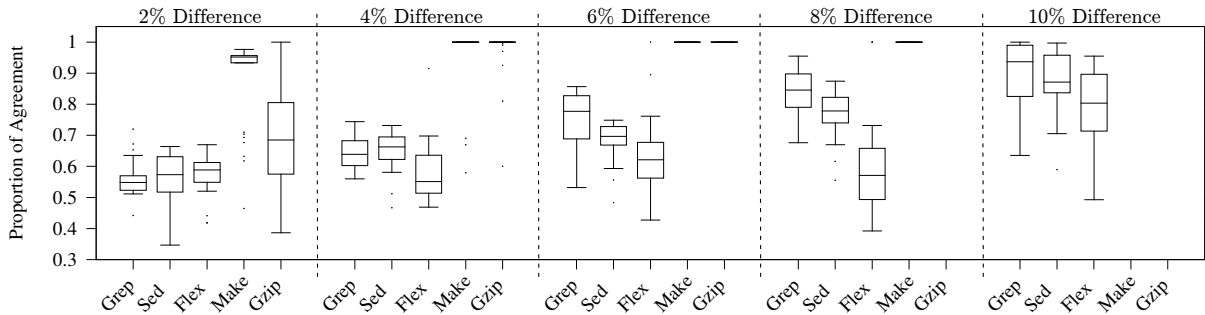 2% Difference 4% Difference 6% Difference 8% Difference 10% Difference
1
0.9
0.8
0.7
0.6
0.5
0.4
0.3
Proportion of Agreement
Grep Sed Flex Make Gzip Grep Sed Flex Make Gzip Grep Sed Flex Make Gzip Grep Sed Flex Make Gzip Grep Sed Flex Make Gzip